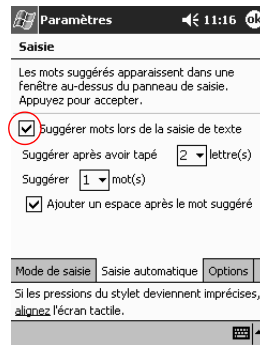 Paramètres 11:16 ok
Saisie
Les mots suggérés apparaissent dans une
fenêtre au-dessus du panneau de saisie.
Appuyez pour accepter.
Suggérer mots lors de la saisie de texte
Suggérer après avoir tapé 2 lettre(s)
Suggérer 1 mot(s)
Ajouter un espace après le mot suggéré
Mode de saisie Saisie automatique Options
Si les pressions du stylet deviennent imprécises,
alignez l'écran tactile.